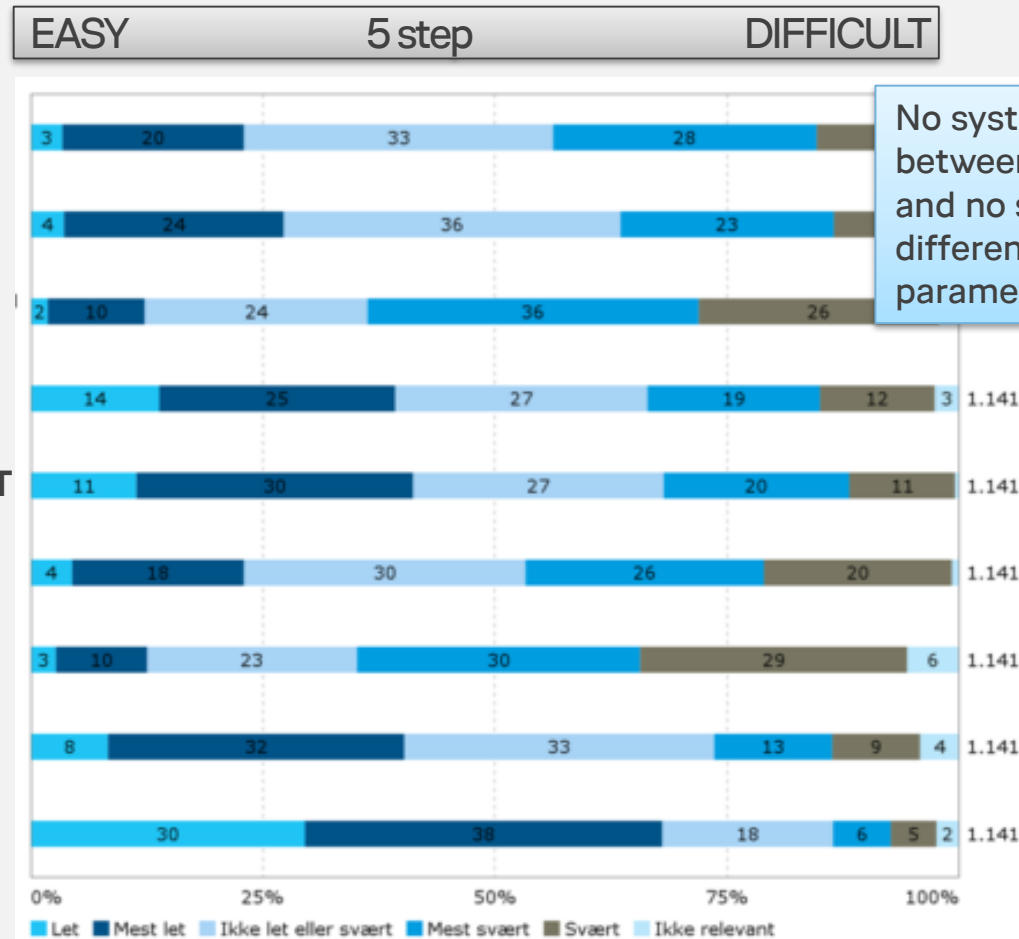 EASY 5 step DIFFICULT
No syst
between
and no s
differen
parame
3 20 33 28
4 24 36 23
2 10 24 36 26
14 25 27 19 12 3 1.141
T
11 30 27 20 11 1.141
4 18 30 26 20 1.141
3 10 23 30 29 6 1.141
8 32 33 13 9 4 1.141
30 38 18 6 5 2 1.141
0% 25% 50% 75% 100%
Let Mest let Ikke let eller svært Mest svært Svært Ikke relevant